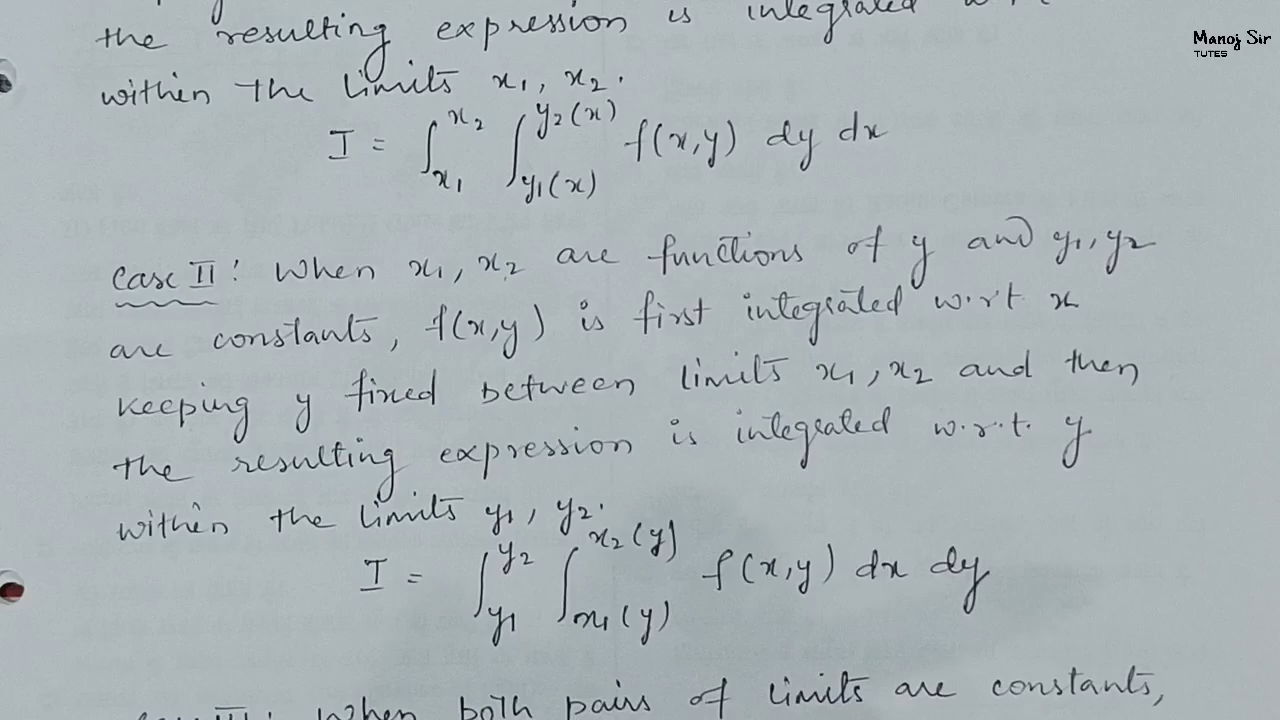 the resulting expression is integrated
within the limits x₁, x₂.
I = ∫_{x₁}^{x₂} ∫_{y₁(x)}^{y₂(x)} f(x,y) dy dx
Case II: When x₁, x₂ are functions of y and y₁, y₂
are constants, f(x,y) is first integrated w.r.t x
keeping y fixed between limits x₁, x₂ and then
the resulting expression is integrated w.r.t. y
within the limits y₁, y₂.
I = ∫_{y₁}^{y₂} ∫_{x₁(y)}^{x₂(y)} f(x,y) dx dy
Case III: When both pairs of limits are constants,
Manoj Sir
TUTES